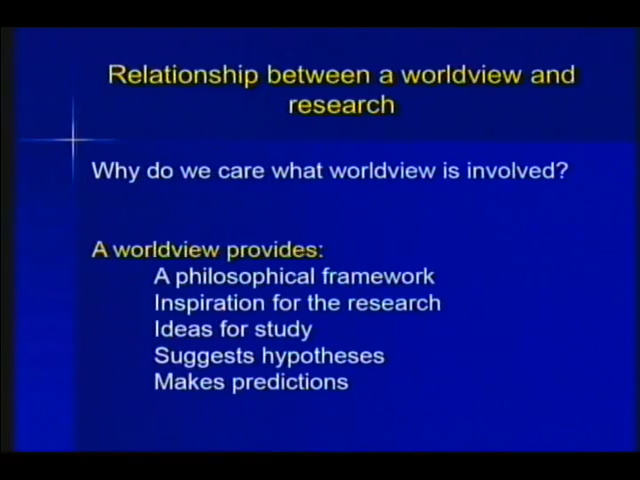 Relationship between a worldview and
research
Why do we care what worldview is involved?
A worldview provides:
A philosophical framework
Inspiration for the research
Ideas for study
Suggests hypotheses
Makes predictions